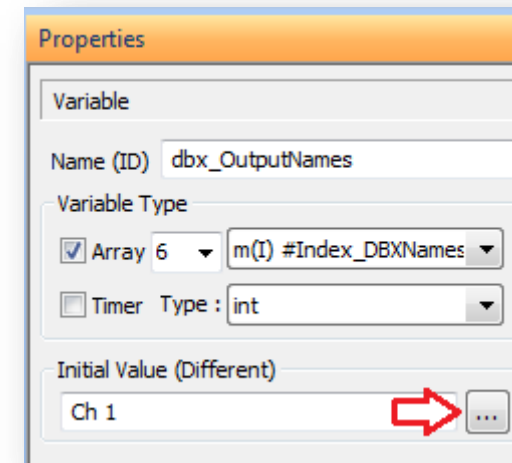 Properties
Variable
Name (ID) dbx_OutputNames
Variable Type
Array 6 m(I) #Index_DBXNames
Timer Type : int
Initial Value (Different)
Ch 1 ...